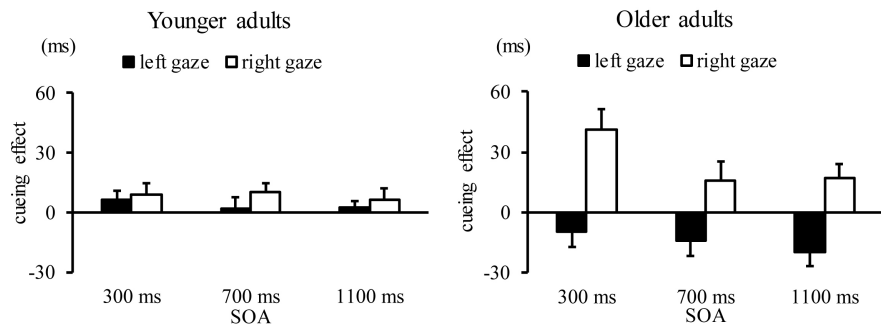 Younger adults
(ms)
left gaze right gaze
cueing effect
60
30
0
-30
300 ms 700 ms 1100 ms
SOA
Older adults
(ms)
left gaze right gaze
cueing effect
60
30
0
-30
300 ms 700 ms 1100 ms
SOA